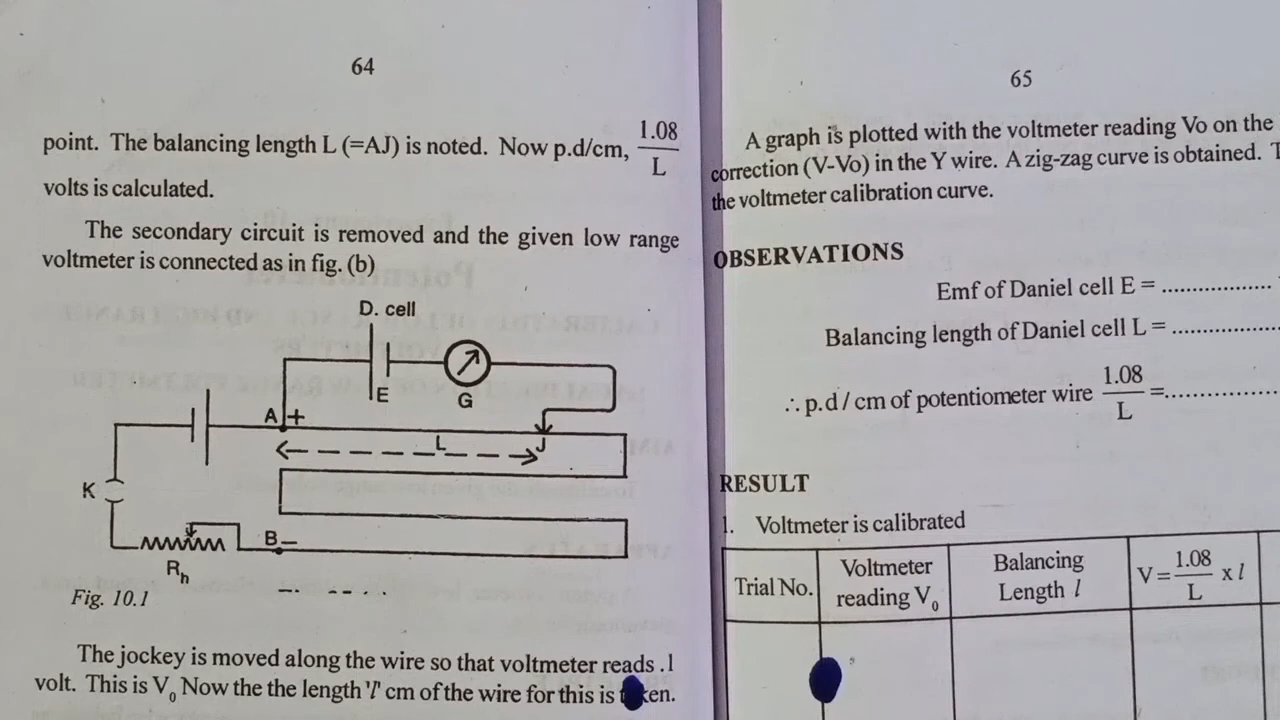 64
point. The balancing length L (=AJ) is noted. Now p.d/cm, 1.08/L
volts is calculated.
The secondary circuit is removed and the given low range
voltmeter is connected as in fig. (b)
D. cell
E
G
A +
L
J
K
B –
Rh
Fig. 10.1
The jockey is moved along the wire so that voltmeter reads .1
volt. This is V₀ Now the the length 'l' cm of the wire for this is
65
A graph is plotted with the voltmeter reading Vo on the
correction (V-Vo) in the Y wire. A zig-zag curve is obtained.
the voltmeter calibration curve.
OBSERVATIONS
Emf of Daniel cell E = ..................
Balancing length of Daniel cell L = ..................
∴ p.d / cm of potentiometer wire 1.08/L =..................
RESULT
1. Voltmeter is calibrated
Trial No.
Voltmeter
reading V₀
Balancing
Length l
V = 1.08/L x l